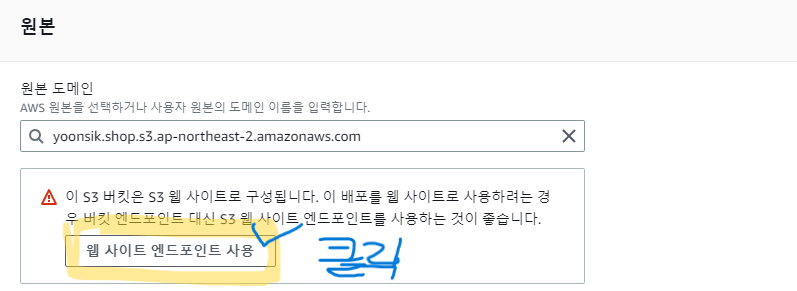 원본
원본 도메인
AWS 원본을 선택하거나 사용자 원본의 도메인 이름을 입력합니다.
yoonsik.shop.s3.ap-northeast-2.amazonaws.com
이 S3 버킷은 S3 웹 사이트로 구성됩니다. 이 배포를 웹 사이트로 사용하려는 경
우 버킷 엔드포인트 대신 S3 웹 사이트 엔드포인트를 사용하는 것이 좋습니다.
웹 사이트 엔드포인트 사용
클릭